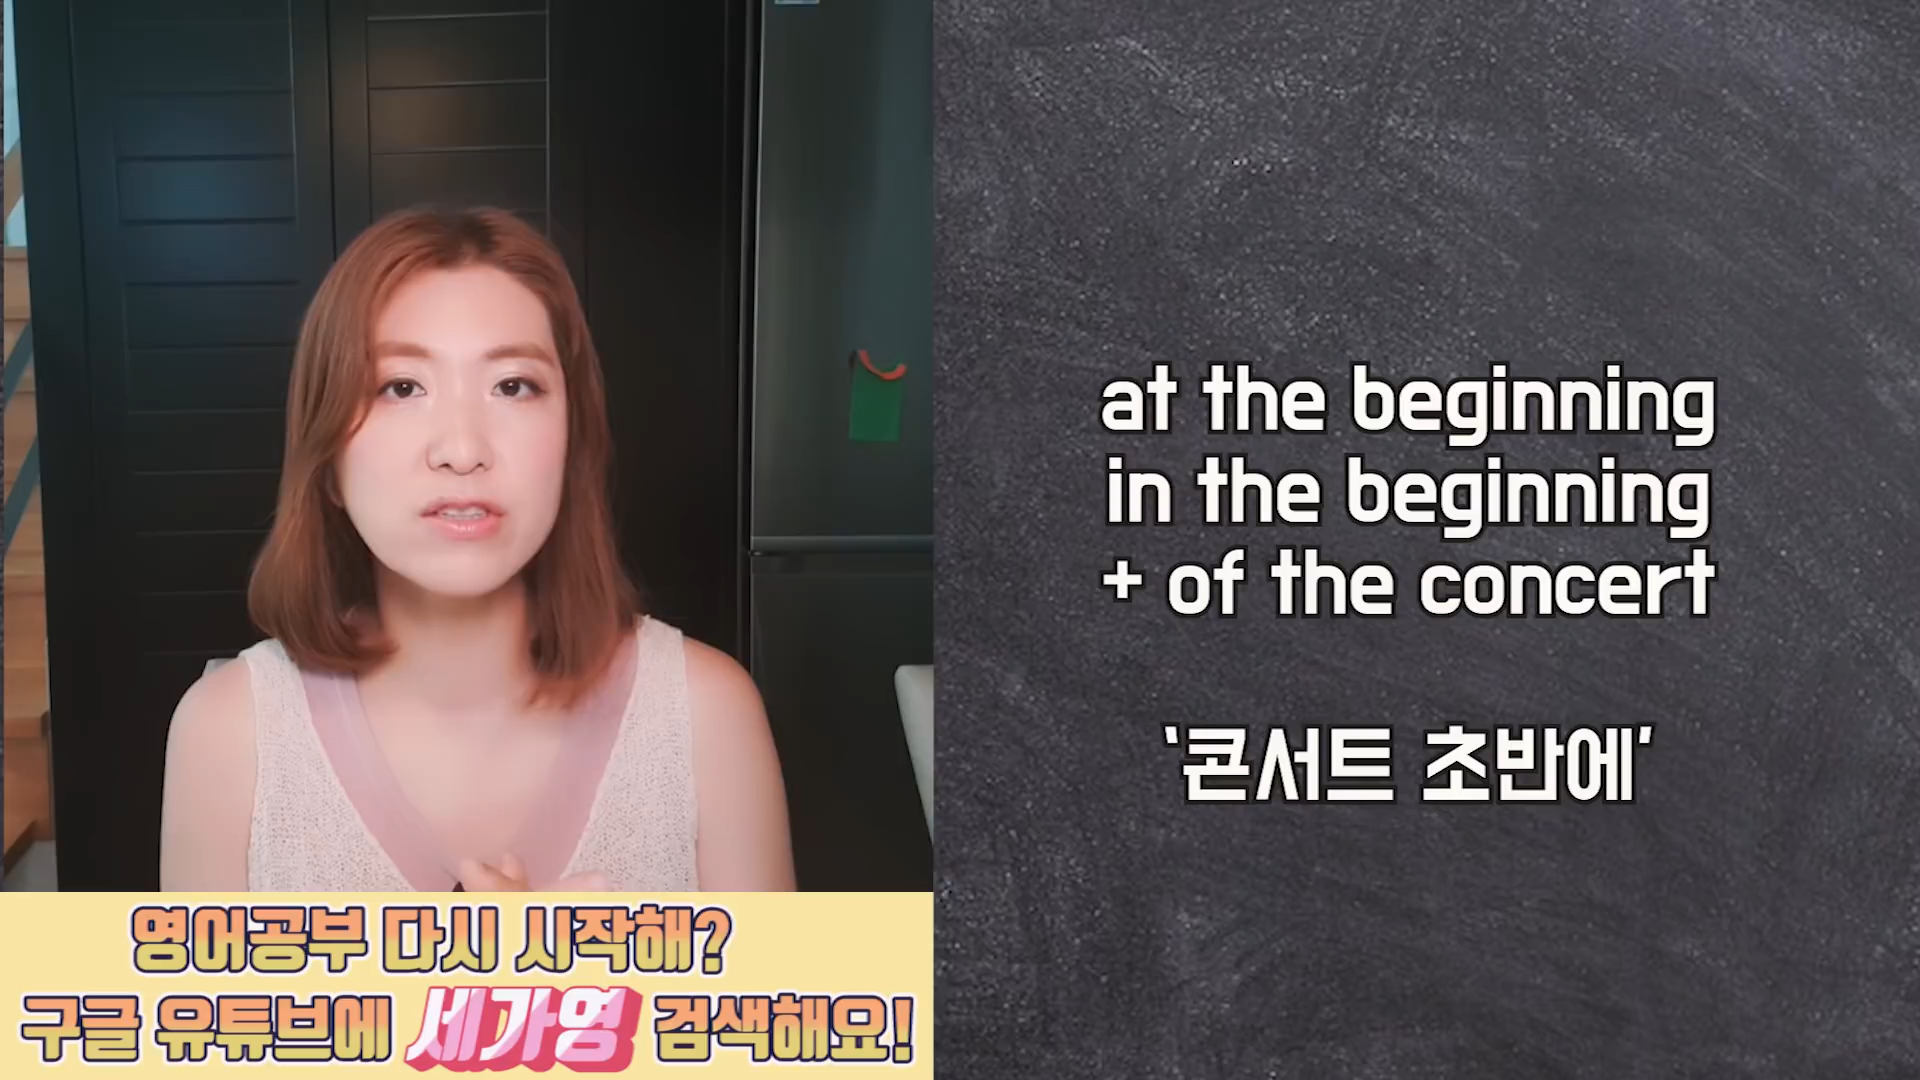 at the beginning
in the beginning
+ of the concert
‘콘서트 초반에’
영어공부 다시 시작해?
구글 유튜브에 세가영 검색해요!